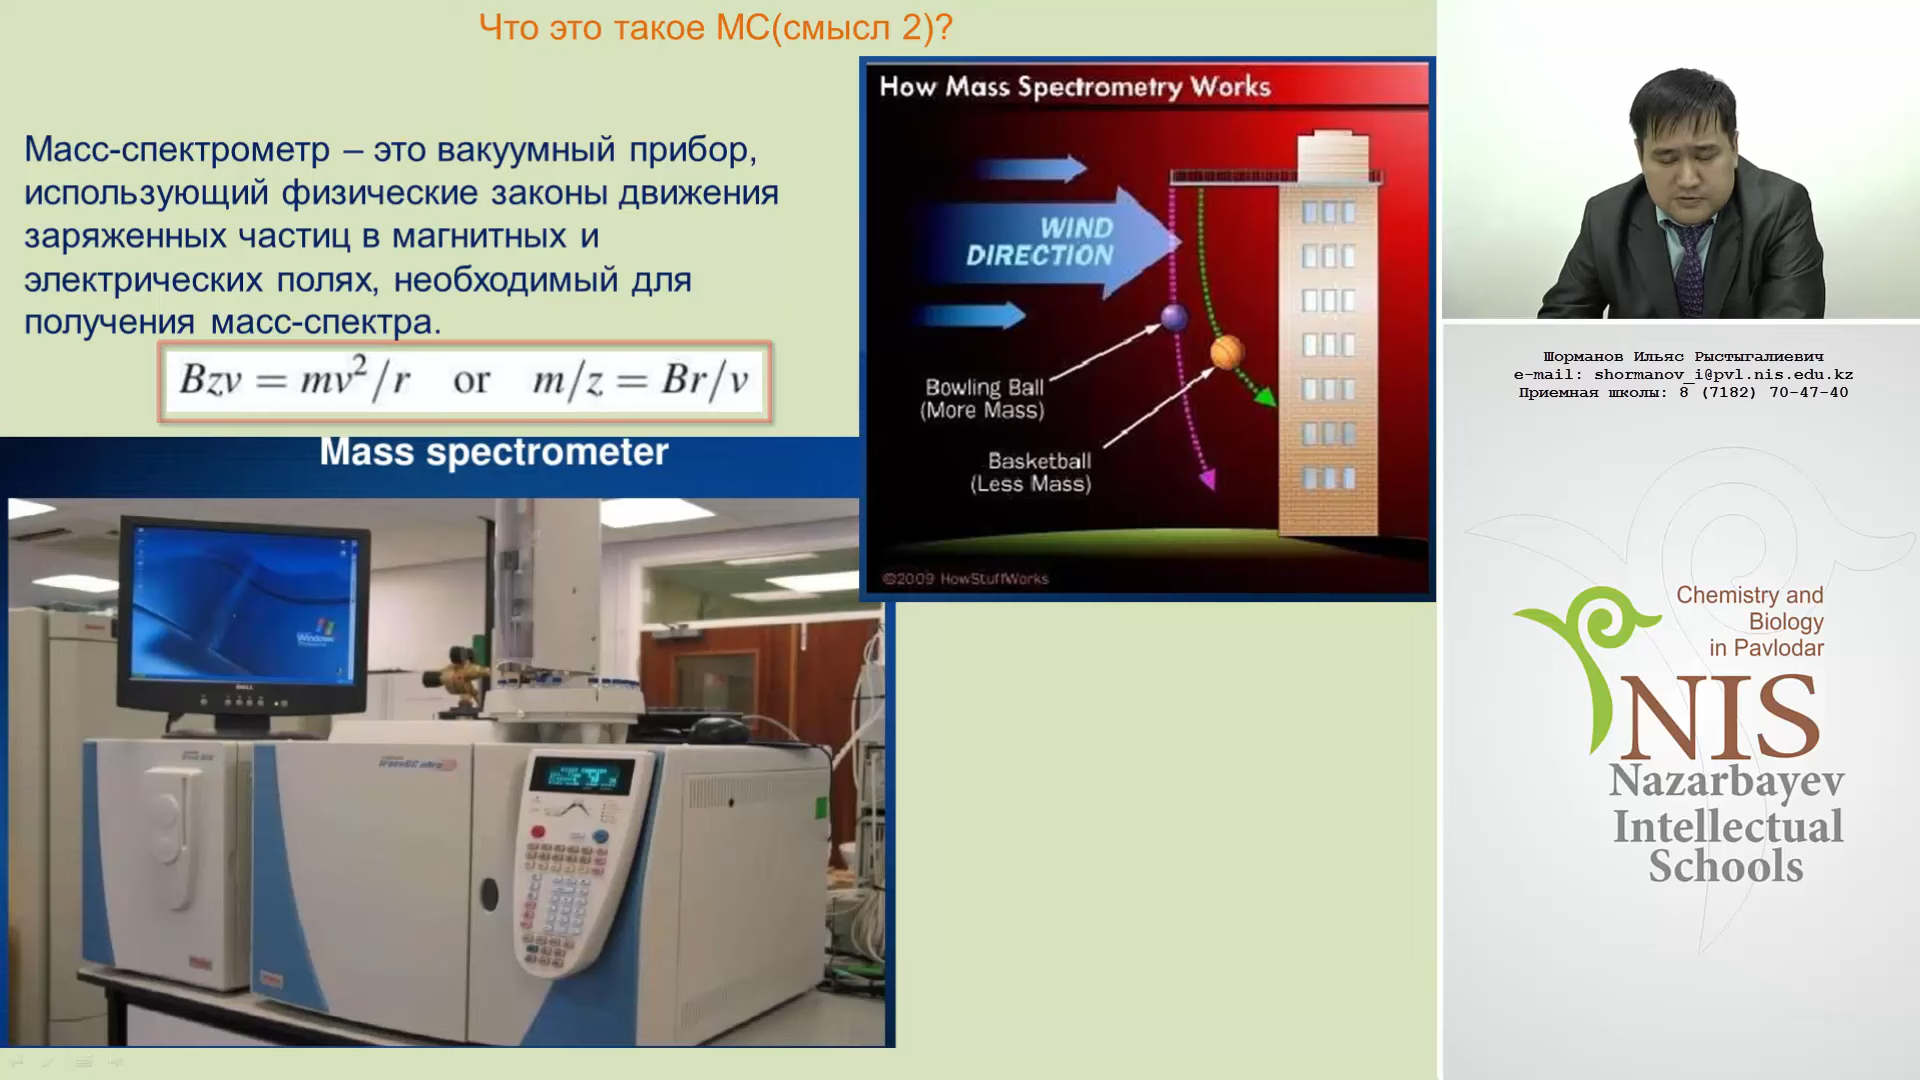 Что это такое МС(смысл 2)?
Масс-спектрометр – это вакуумный прибор,
использующий физические законы движения
заряженных частиц в магнитных и
электрических полях, необходимый для
получения масс-спектра.
Bzv = mv²/r or m/z = Br/v
Mass spectrometer
How Mass Spectrometry Works
WIND
DIRECTION
Bowling Ball
(More Mass)
Basketball
(Less Mass)
©2009 HowStuffWorks
DELL
Windows
Шорманов Ильяс Рыстыгалиевич
e-mail: shormanov_i@pvl.nis.edu.kz
Приемная школы: 8 (7182) 70-47-40
Chemistry and
Biology
in Pavlodar
NIS
Nazarbayev
Intellectual
Schools